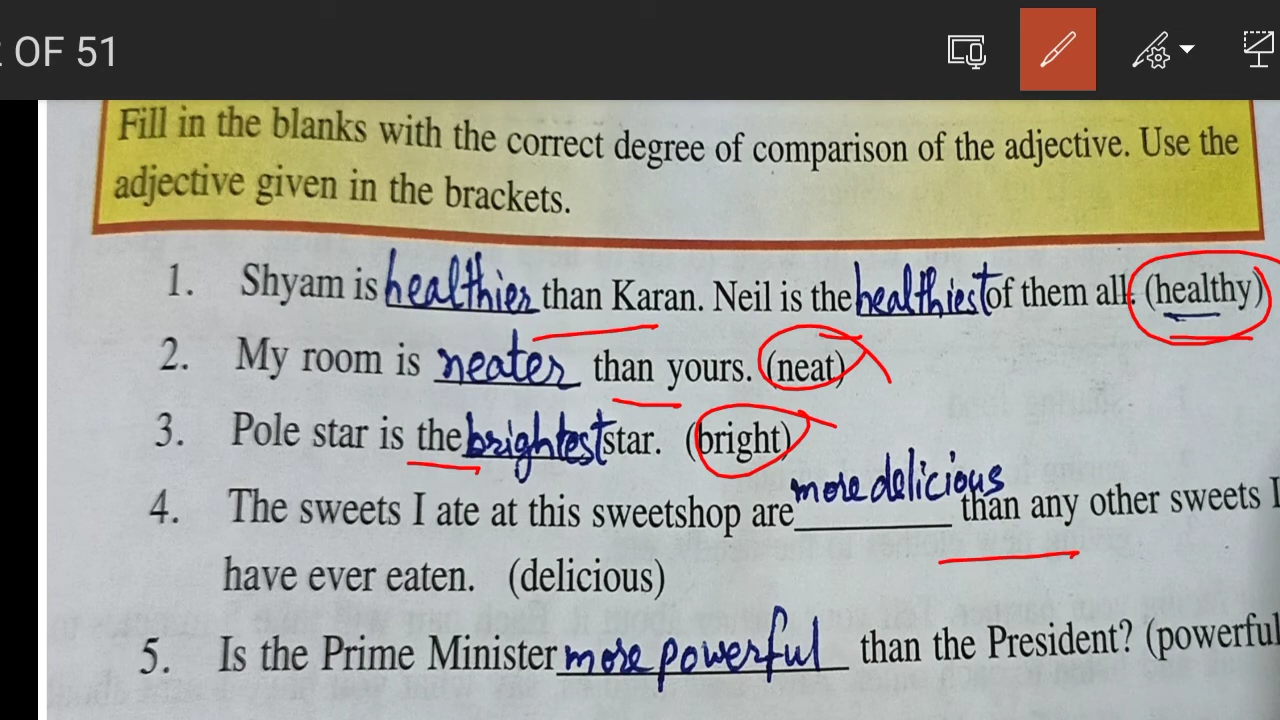 OF 51
Fill in the blanks with the correct degree of comparison of the adjective. Use the
adjective given in the brackets.
1. Shyam is healthier than Karan. Neil is the healthiest of them all. (healthy)
2. My room is neater than yours. (neat)
3. Pole star is the brightest star. (bright)
4. The sweets I ate at this sweetshop are more delicious than any other sweets I
have ever eaten. (delicious)
5. Is the Prime Minister more powerful than the President? (powerful